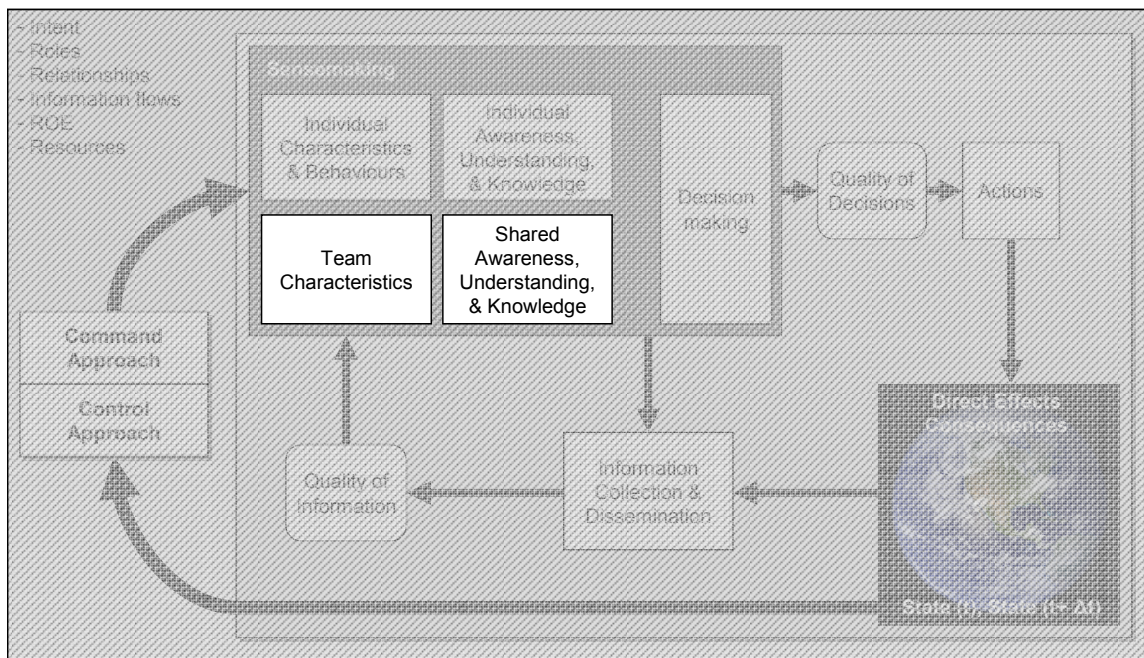 - Intent
- Roles
- Relationships
- Information flows
- ROE
- Resources
Sensemaking
Individual
Characteristics
& Behaviours
Individual
Awareness,
Understanding,
& Knowledge
Team
Characteristics
Shared
Awareness,
Understanding,
& Knowledge
Decision
making
Quality of
Decisions
Actions
Command
Approach
Control
Approach
Quality of
Information
Information
Collection &
Dissemination
Direct Effects
Consequences
State (t), State (t+ Δt)